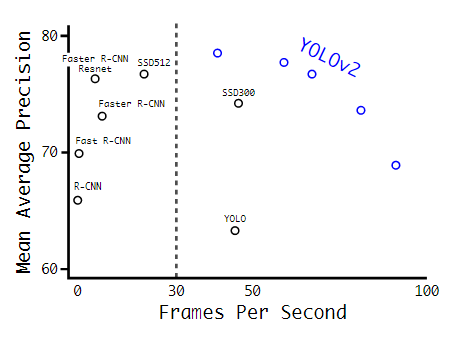 80
Faster R-CNN
Resnet
SSD512
YOLOv2
SSD300
Faster R-CNN
Fast R-CNN
70
R-CNN
YOLO
60
Mean Average Precision
0
30
50
100
Frames Per Second